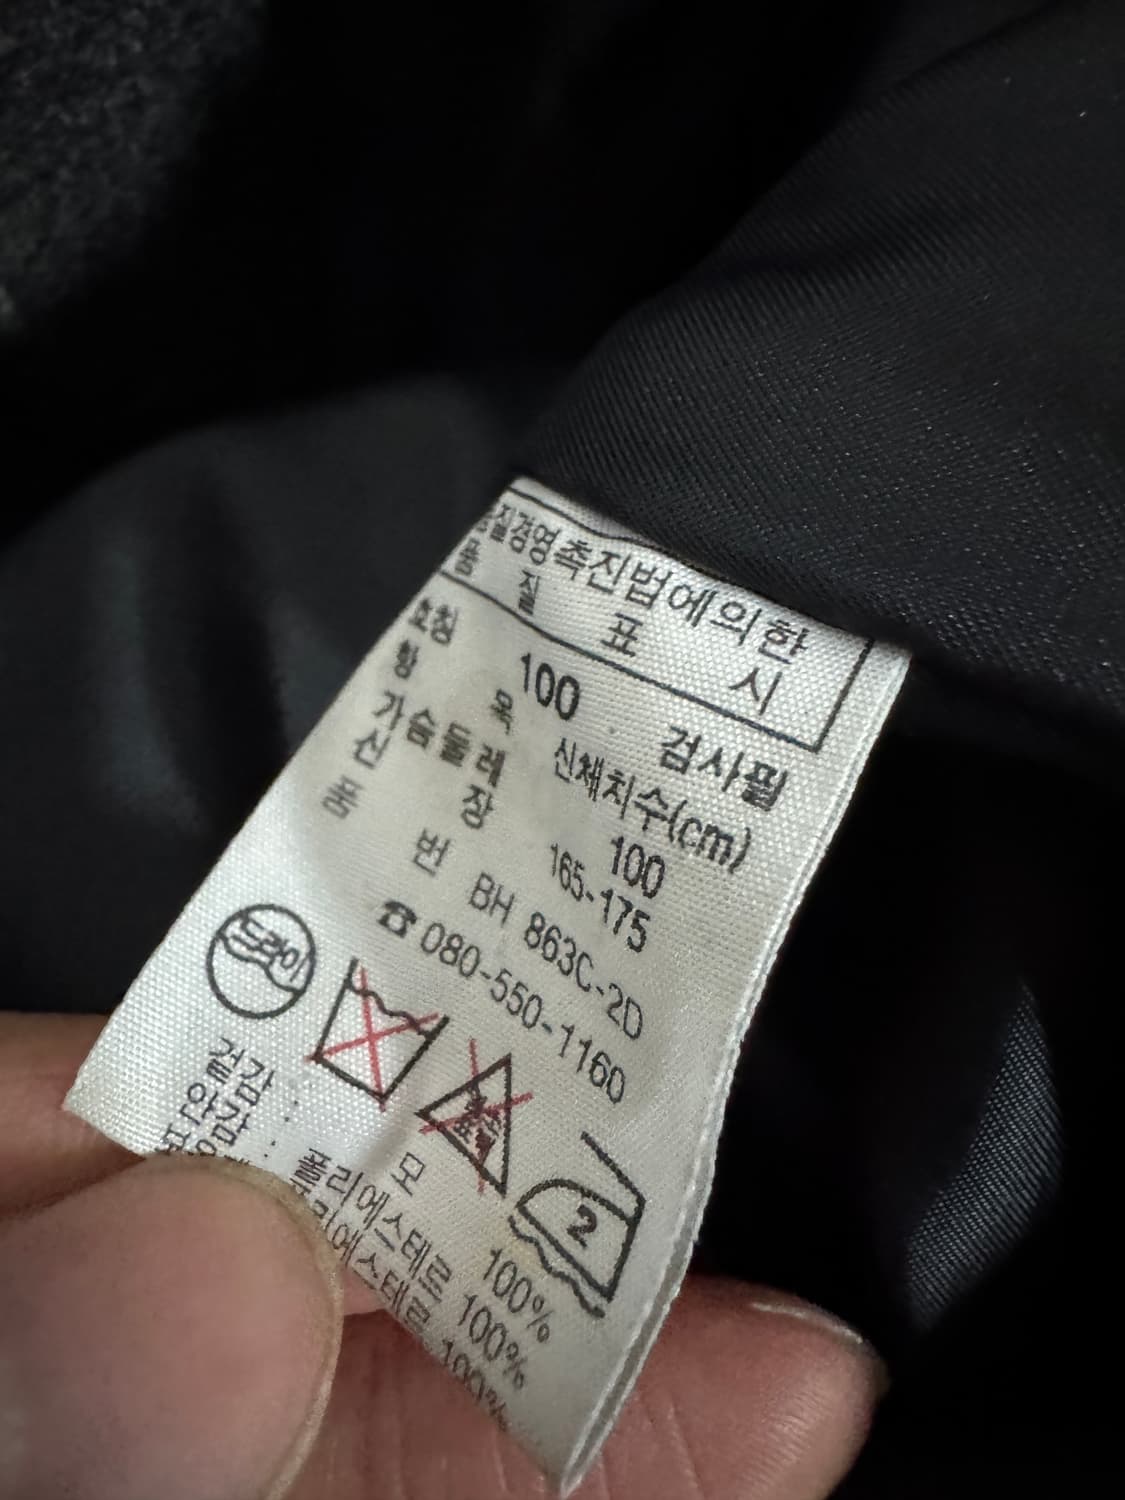 품질경영촉진법에의한
품 질 표 시
호칭 100 검사필
항 목 신체치수(cm)
가슴둘레 100
신 장 165-175
품 번 BH 863C-2D
☎080-550-1160
드라이
2
겉감 : 모 100%
안감 : 폴리에스테르 100%
폴리에스테르 100%